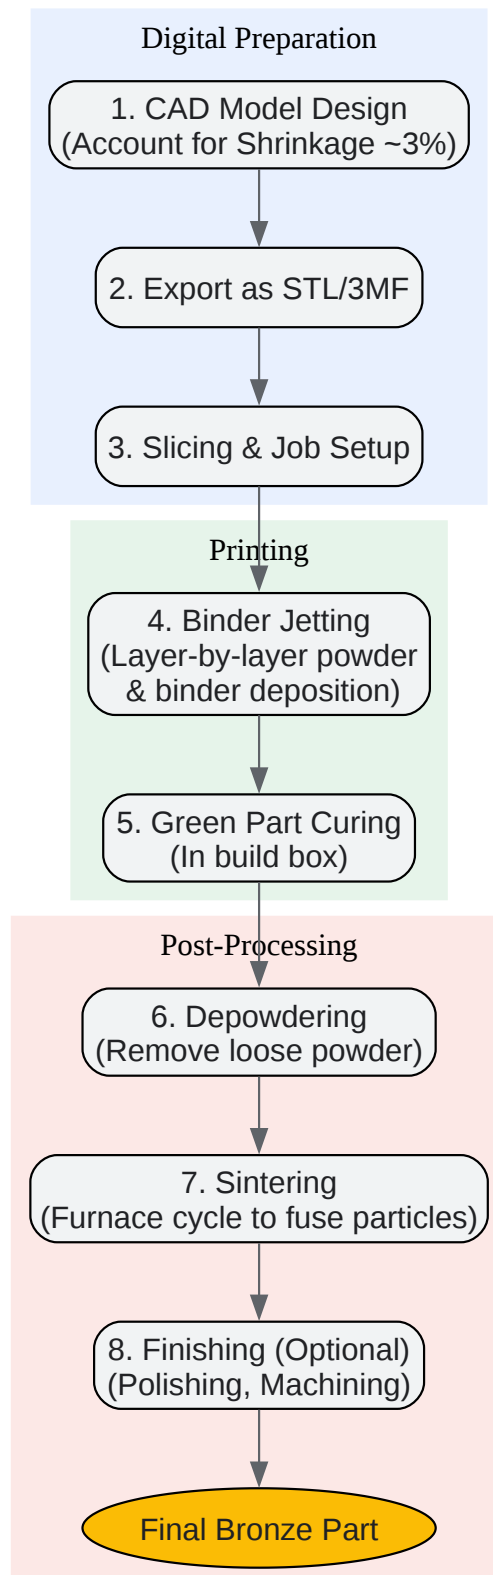 Digital Preparation
1. CAD Model Design
(Account for Shrinkage ~3%)
2. Export as STL/3MF
3. Slicing & Job Setup
Printing
4. Binder Jetting
(Layer-by-layer powder
& binder deposition)
5. Green Part Curing
(In build box)
Post-Processing
6. Depowdering
(Remove loose powder)
7. Sintering
(Furnace cycle to fuse particles)
8. Finishing (Optional)
(Polishing, Machining)
Final Bronze Part